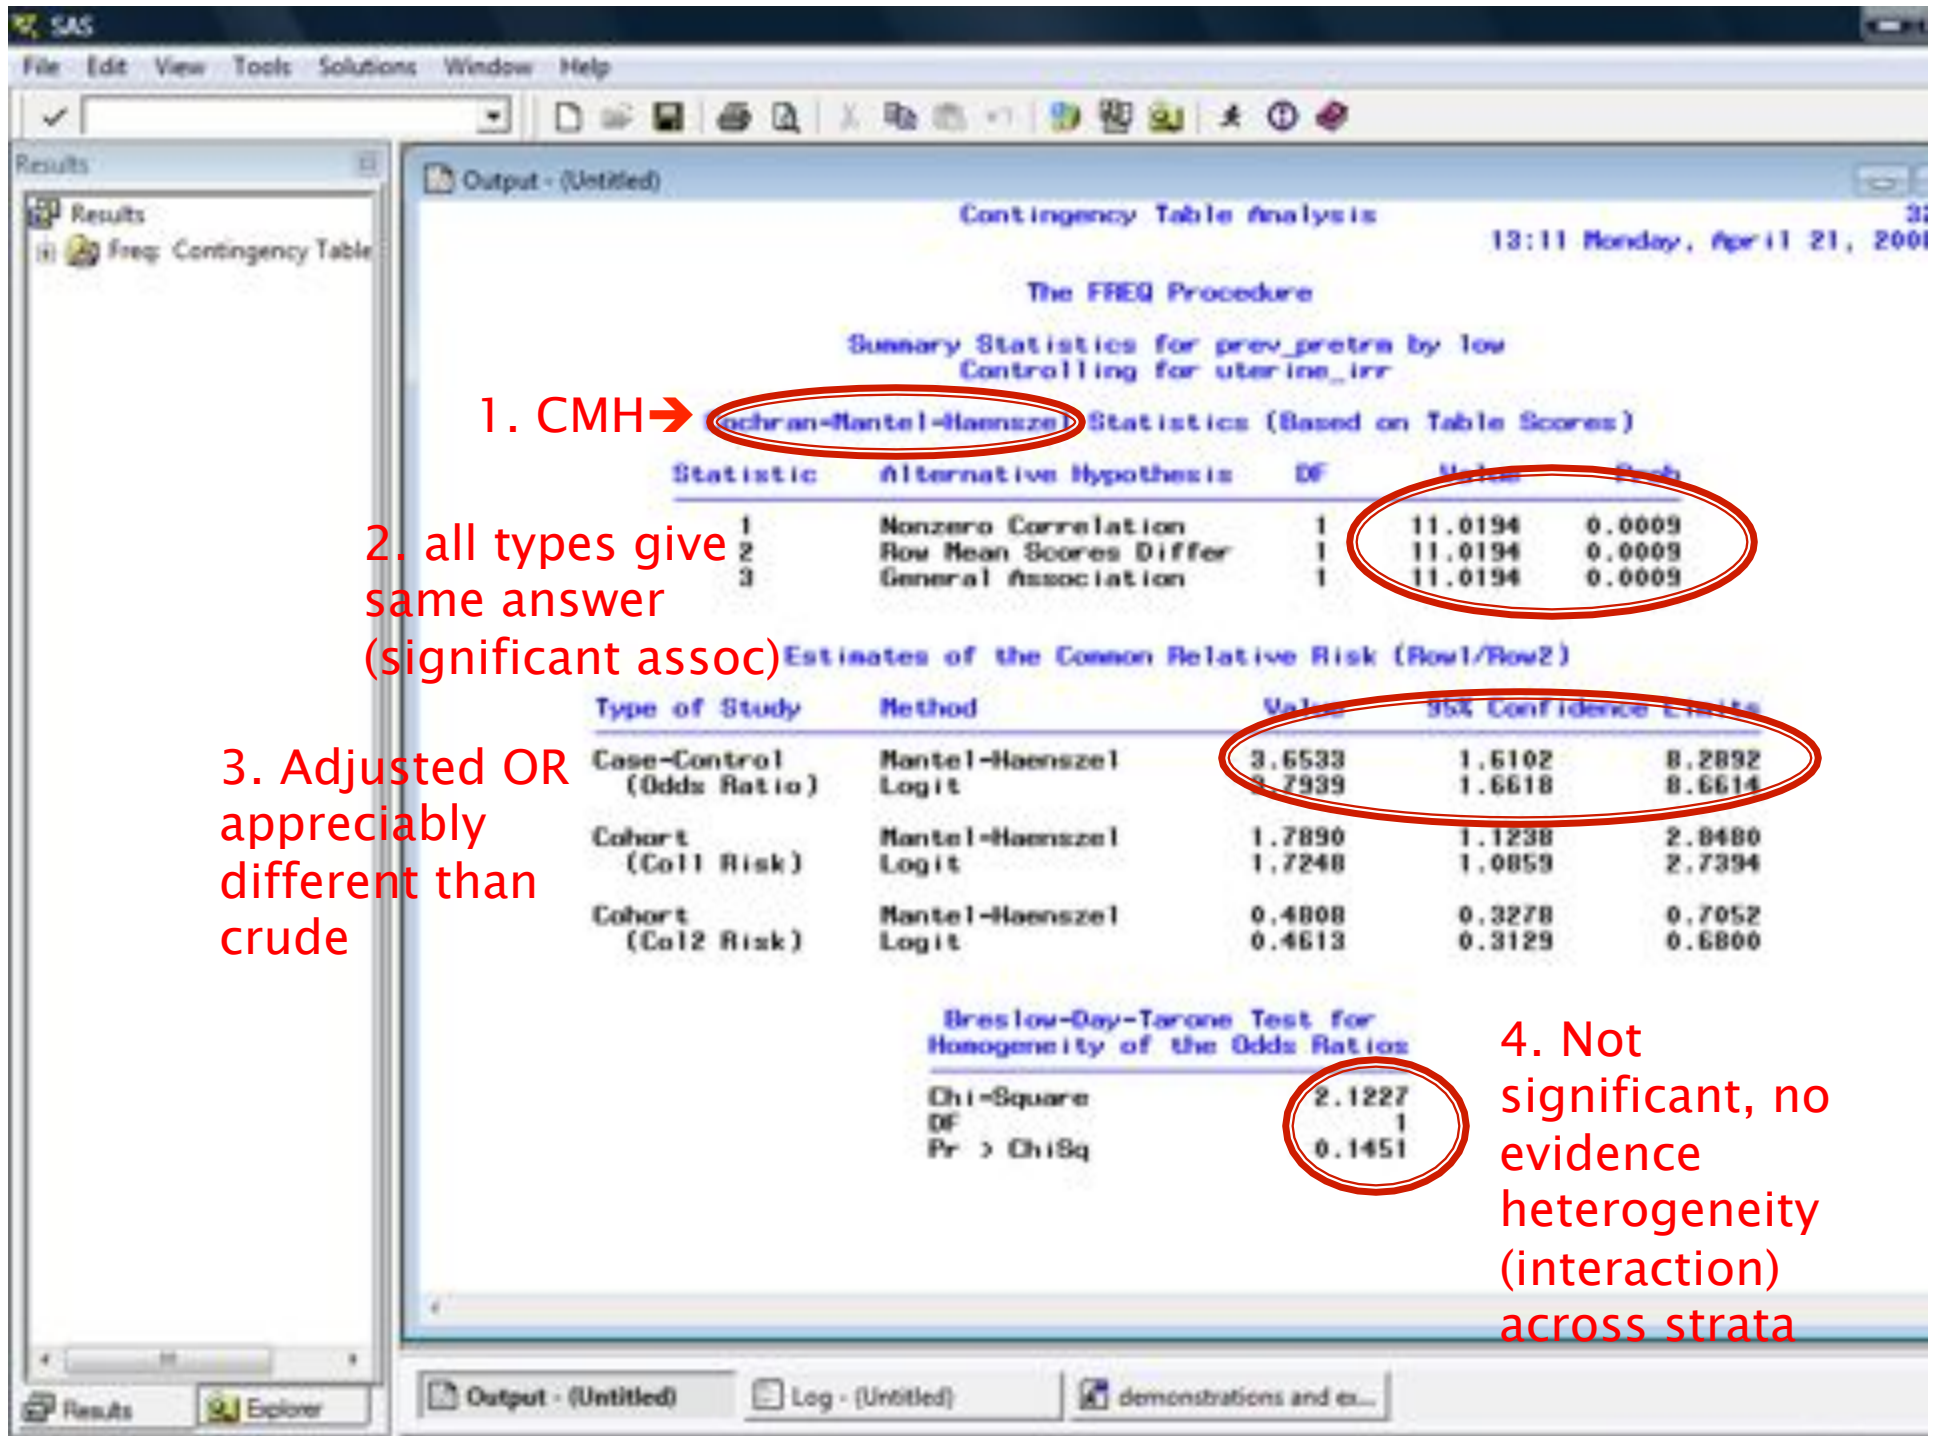 SAS
File Edit View Tools Solutions Window Help
Results
Results
Freq: Contingency Table
Output - (Untitled)
Contingency Table Analysis
13:11 Monday, April 21,
The FREQ Procedure
Summary Statistics for prev_pretrm by low
Controlling for uterine_irr
1. CMH➔
Cochran-Mantel-Haenszel Statistics (Based on Table Scores)
Statistic Alternative Hypothesis DF Value Prob
1 Nonzero Correlation 1 11.0194 0.0009
2 Row Mean Scores Differ 1 11.0194 0.0009
3 General Association 1 11.0194 0.0009
2. all types give
same answer
(significant assoc)
Estimates of the Common Relative Risk (Row1/Row2)
Type of Study Method Value 95% Confidence Limits
Case-Control Mantel-Haenszel 3.6533 1.6102 8.2892
(Odds Ratio) Logit 3.7939 1.6618 8.6614
Cohort Mantel-Haenszel 1.7890 1.1238 2.8480
(Col1 Risk) Logit 1.7248 1.0859 2.7394
Cohort Mantel-Haenszel 0.4808 0.3278 0.7052
(Col2 Risk) Logit 0.4613 0.3129 0.6800
3. Adjusted OR
appreciably
different than
crude
Breslow-Day-Tarone Test for
Homogeneity of the Odds Ratios
Chi-Square 2.1227
DF 1
Pr > ChiSq 0.1451
4. Not
significant, no
evidence
heterogeneity
(interaction)
across strata
Results Explorer
Output - (Untitled) Log - (Untitled) demonstrations and ex...